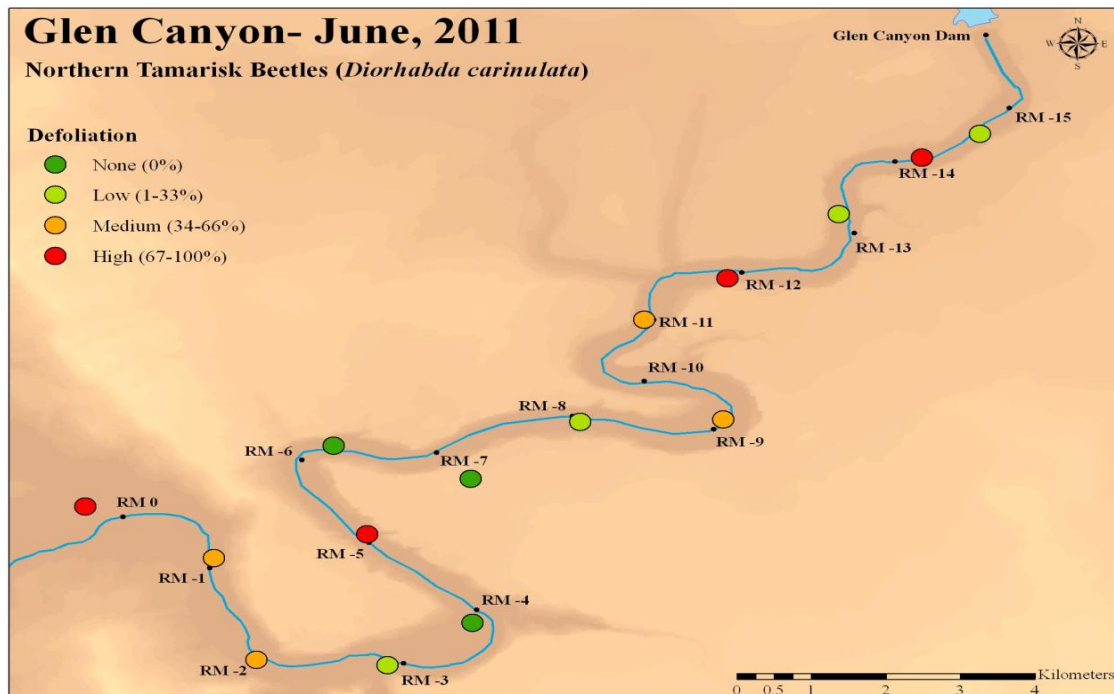 Glen Canyon- June, 2011
Northern Tamarisk Beetles (Diorhabda carinulata)
Glen Canyon Dam
N
W E
S
Defoliation
None (0%)
Low (1-33%)
Medium (34-66%)
High (67-100%)
RM -15
RM -14
RM -13
RM -12
RM -11
RM -10
RM -9
RM -8
RM -7
RM -6
RM -5
RM -4
RM -3
RM -2
RM -1
RM 0
Kilometers
0 0.5 1 2 3 4